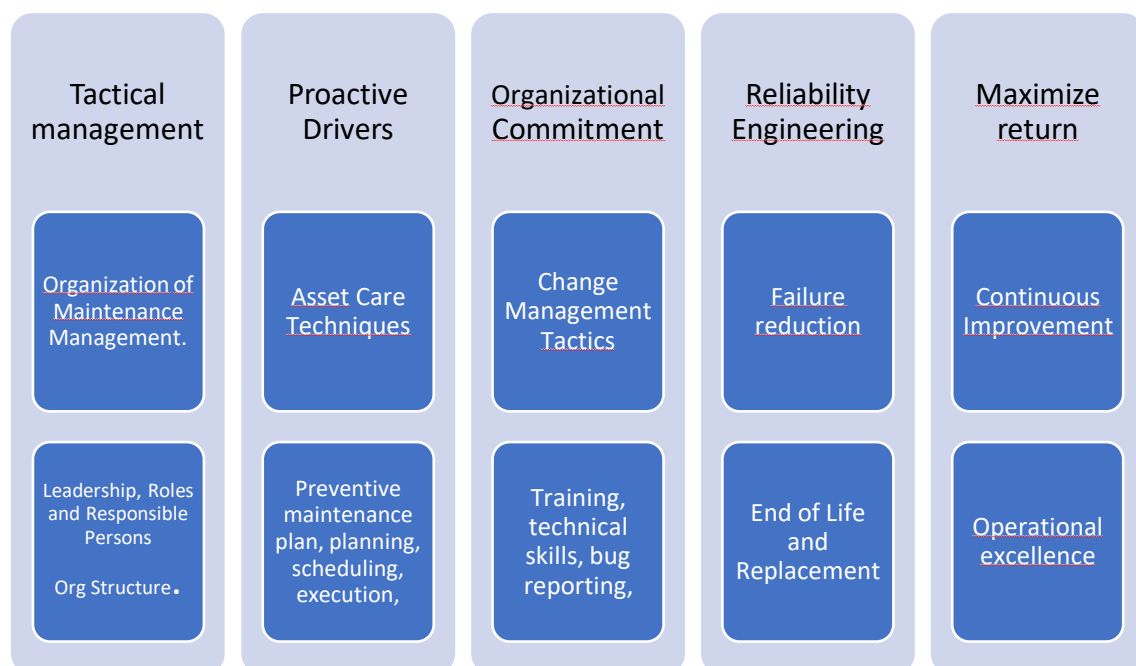 Tactical
management
Organization of
Maintenance
Management.
Leadership, Roles
and Responsible
Persons
Org Structure.
Proactive
Drivers
Asset Care
Techniques
Preventive
maintenance
plan, planning,
scheduling,
execution,
Organizational
Commitment
Change
Management
Tactics
Training,
technical
skills, bug
reporting,
Reliability
Engineering
Failure
reduction
End of Life
and
Replacement
Maximize
return
Continuous
Improvement
Operational
excellence